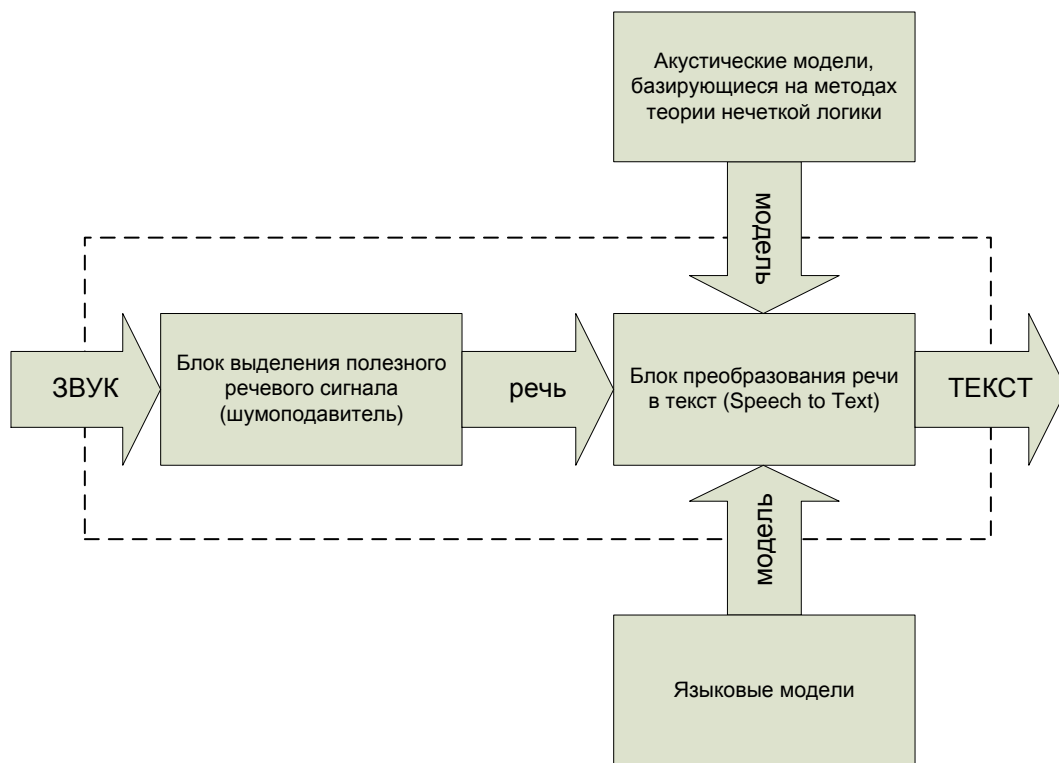 Акустические модели,
базирующиеся на методах
теории нечеткой логики
модель
ЗВУК
Блок выделения полезного
речевого сигнала
(шумоподавитель)
речь
Блок преобразования речи
в текст (Speech to Text)
ТЕКСТ
модель
Языковые модели